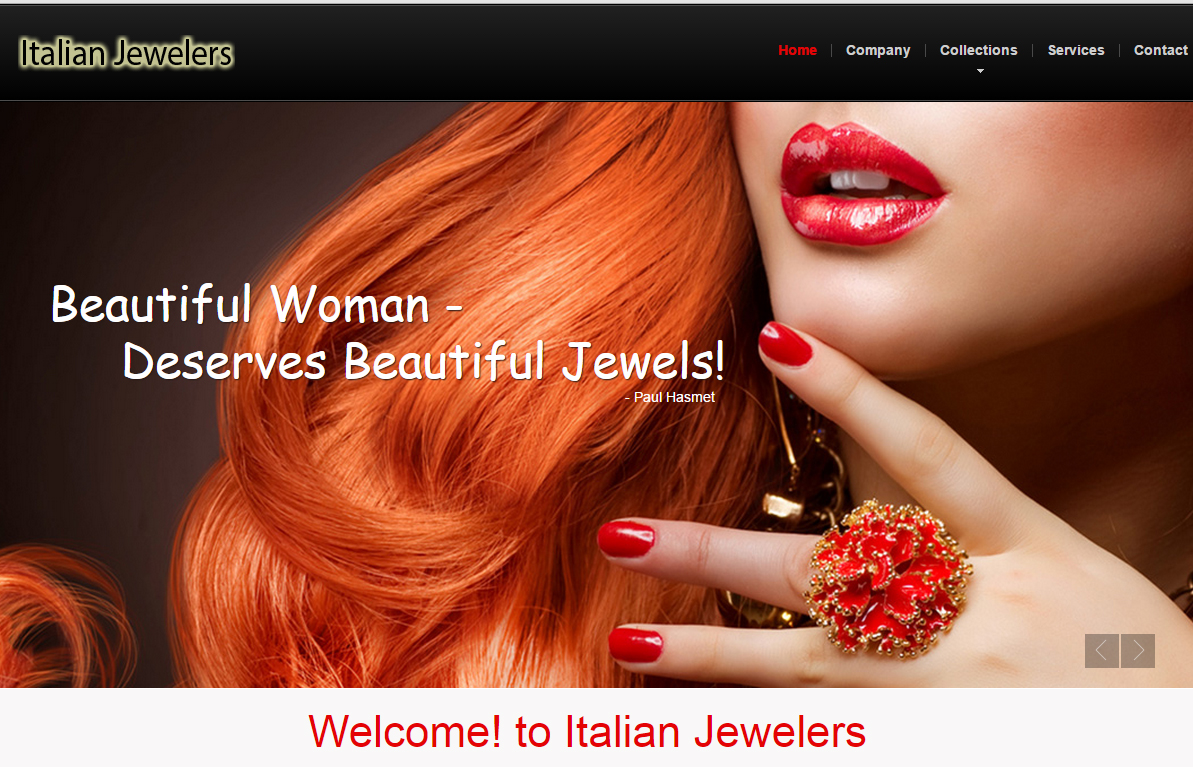 Italian Jewelers
Home
Company
Collections
Services
Contact
Beautiful Woman -
Deserves Beautiful Jewels!
- Paul Hasmet
Welcome! to Italian Jewelers